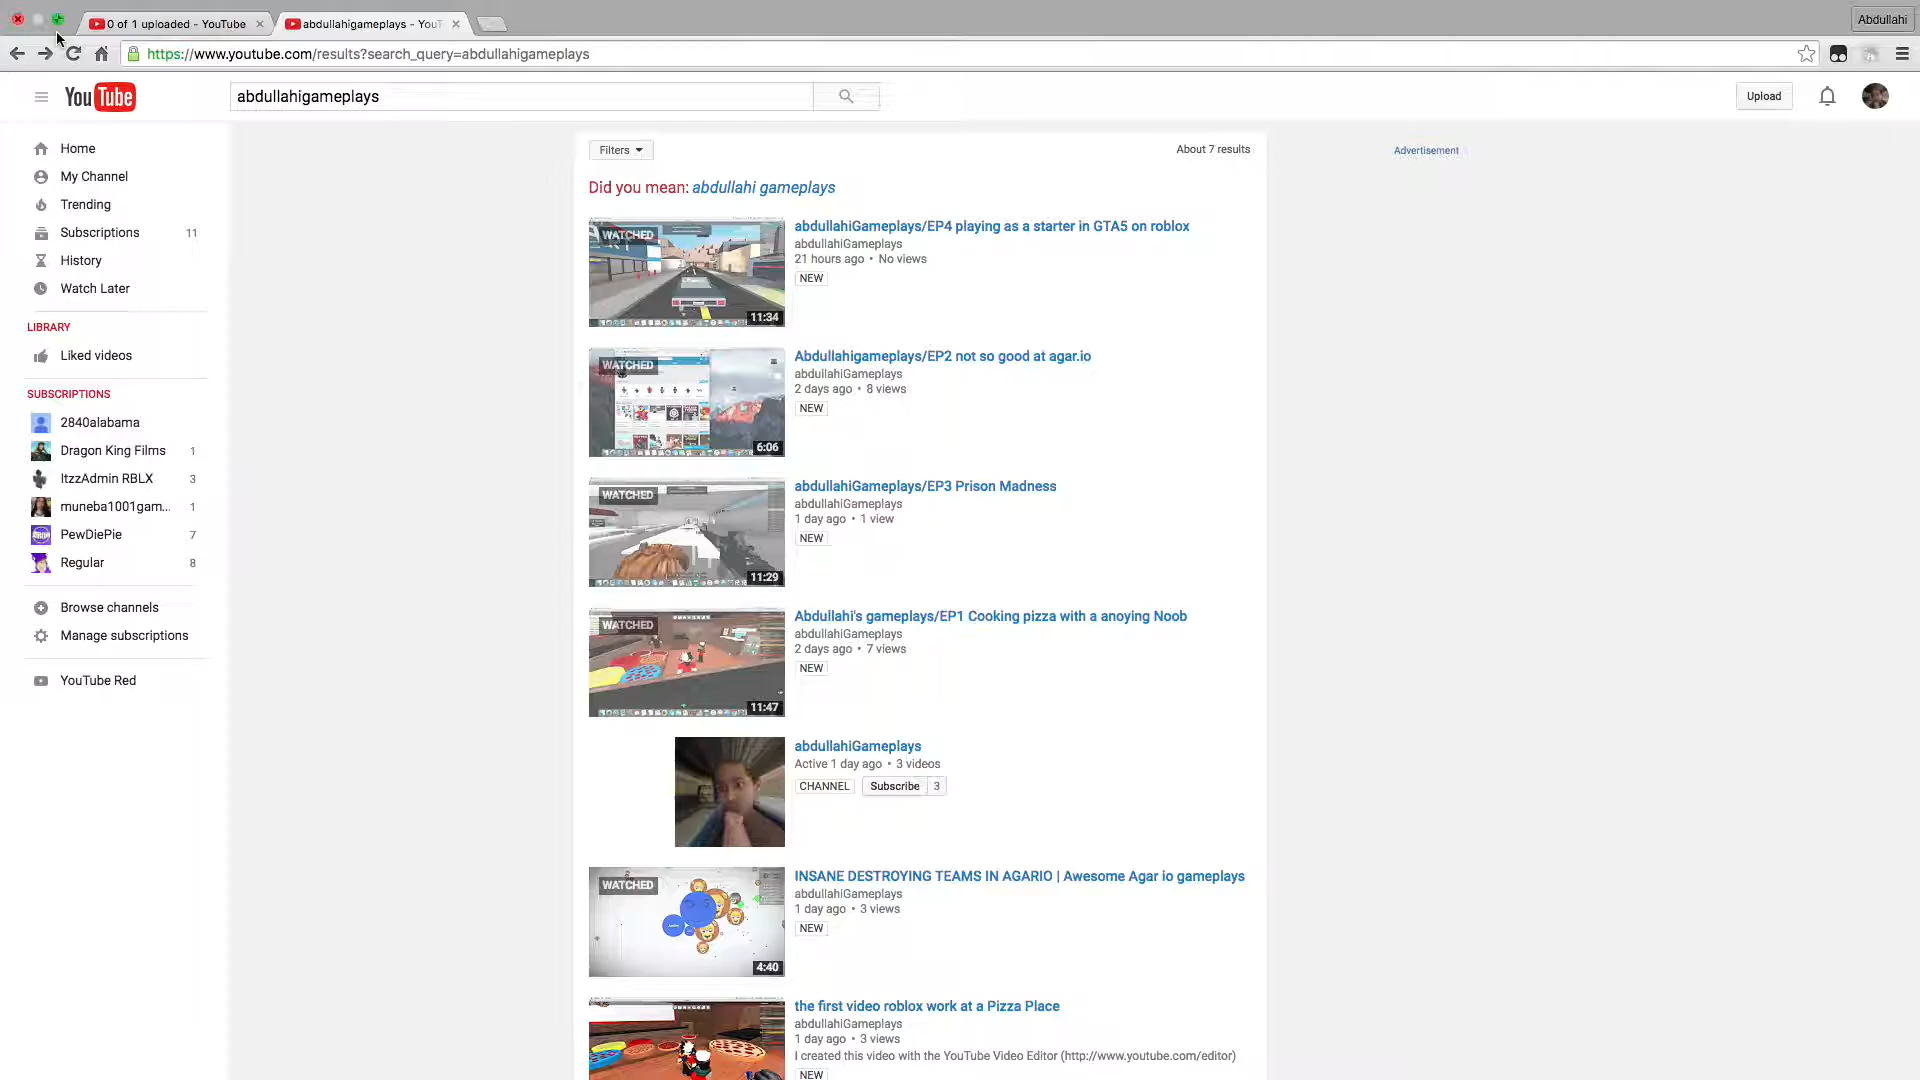 0 of 1 uploaded - YouTube
abdullahigameplays - YouT
Abdullahi
https://www.youtube.com/results?search_query=abdullahigameplays
YouTube
abdullahigameplays
Upload
Home
My Channel
Trending
Subscriptions 11
History
Watch Later
LIBRARY
Liked videos
SUBSCRIPTIONS
2840alabama
Dragon King Films 1
ItzzAdmin RBLX 3
muneba1001gam... 1
PewDiePie 7
Regular 8
Browse channels
Manage subscriptions
YouTube Red
Filters
About 7 results
Did you mean: abdullahi gameplays
WATCHED
11:34
abdullahiGameplays/EP4 playing as a starter in GTA5 on roblox
abdullahiGameplays
21 hours ago • No views
NEW
WATCHED
6:06
Abdullahigameplays/EP2 not so good at agar.io
abdullahiGameplays
2 days ago • 8 views
NEW
WATCHED
11:29
abdullahiGameplays/EP3 Prison Madness
abdullahiGameplays
1 day ago • 1 view
NEW
WATCHED
11:47
Abdullahi's gameplays/EP1 Cooking pizza with a anoying Noob
abdullahiGameplays
2 days ago • 7 views
NEW
abdullahiGameplays
Active 1 day ago • 3 videos
CHANNEL Subscribe 3
WATCHED
4:40
INSANE DESTROYING TEAMS IN AGARIO | Awesome Agar io gameplays
abdullahiGameplays
1 day ago • 3 views
NEW
the first video roblox work at a Pizza Place
abdullahiGameplays
1 day ago • 3 views
I created this video with the YouTube Video Editor (http://www.youtube.com/editor)
NEW
Advertisement